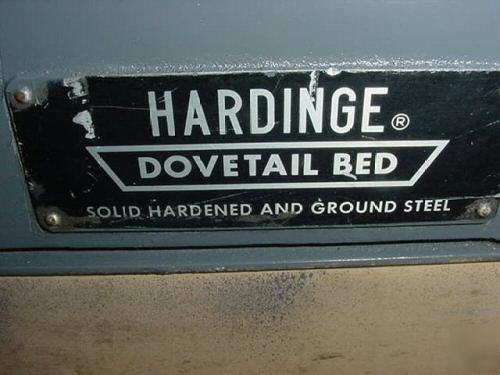 HARDINGE®
DOVETAIL BED
SOLID HARDENED AND GROUND STEEL